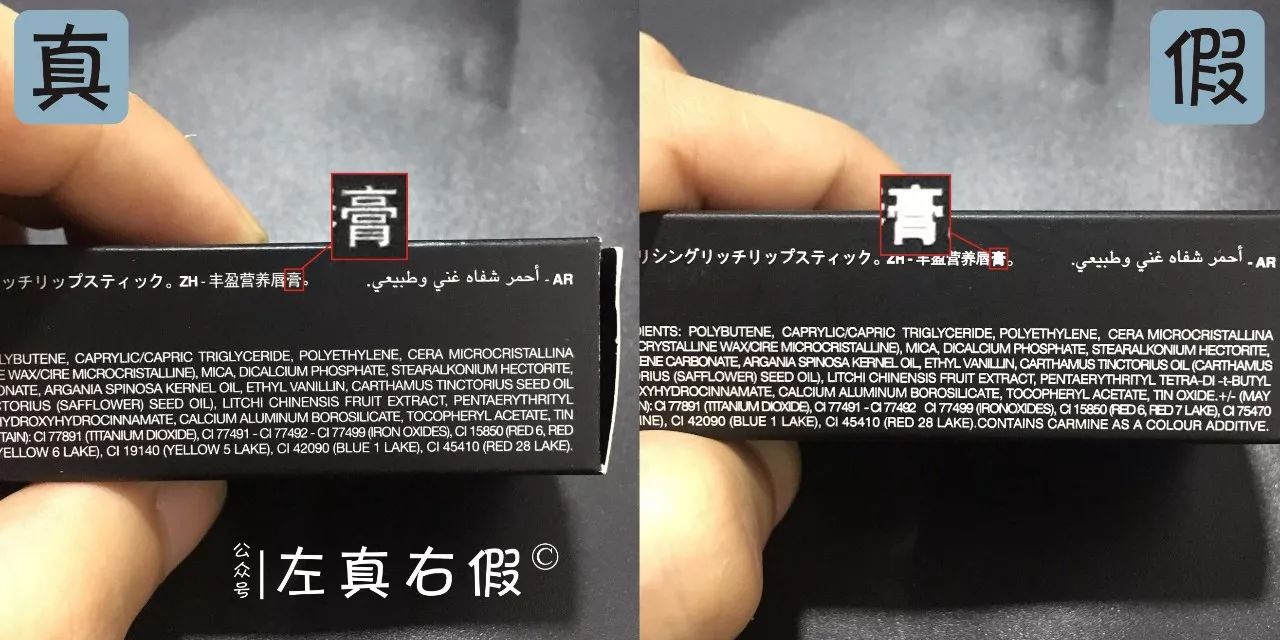 真
膏
ッチリップスティック。ZH - 丰盈营养唇膏。 AR - أحمر شفاه غني وطبيعي.
LYBUTENE, CAPRYLIC/CAPRIC TRIGLYCERIDE, POLYETHYLENE, CERA MICROCRISTALLINA
E WAX/CIRE MICROCRISTALLINE), MICA, DICALCIUM PHOSPHATE, STEARALKONIUM HECTORITE,
ONATE, ARGANIA SPINOSA KERNEL OIL, ETHYL VANILLIN, CARTHAMUS TINCTORIUS SEED OIL
CTORIUS (SAFFLOWER) SEED OIL), LITCHI CHINENSIS FRUIT EXTRACT, PENTAERYTHRITYL
YDROXYHYDROCINNAMATE, CALCIUM ALUMINUM BOROSILICATE, TOCOPHERYL ACETATE, TIN
TAIN): CI 77891 (TITANIUM DIOXIDE), CI 77491 - CI 77492 - CI 77499 (IRON OXIDES), CI 15850 (RED 6, RED
YELLOW 6 LAKE), CI 19140 (YELLOW 5 LAKE), CI 42090 (BLUE 1 LAKE), CI 45410 (RED 28 LAKE).
公众号
左真右假©
假
膏
リシングリッチリップスティック。ZH - 丰盈营养唇膏。 AR - أحمر شفاه غني وطبيعي.
DIENTS: POLYBUTENE, CAPRYLIC/CAPRIC TRIGLYCERIDE, POLYETHYLENE, CERA MICROCRISTALLINA
CRYSTALLINE WAX/CIRE MICROCRISTALLINE), MICA, DICALCIUM PHOSPHATE, STEARALKONIUM HECTORITE,
ENE CARBONATE, ARGANIA SPINOSA KERNEL OIL, ETHYL VANILLIN, CARTHAMUS TINCTORIUS OIL (CARTHAMUS
RIUS (SAFFLOWER) SEED OIL), LITCHI CHINENSIS FRUIT EXTRACT, PENTAERYTHRITYL TETRA-DI -t-BUTYL
OXYHYDROCINNAMATE, CALCIUM ALUMINUM BOROSILICATE, TOCOPHERYL ACETATE, TIN OXIDE.+/- (MAY
N): CI 77891 (TITANIUM DIOXIDE), CI 77491 - CI 77492 CI 77499 (IRONOXIDES), CI 15850 (RED 6, RED 7 LAKE), CI 75470
INE), CI 42090 (BLUE 1 LAKE), CI 45410 (RED 28 LAKE).CONTAINS CARMINE AS A COLOUR ADDITIVE.